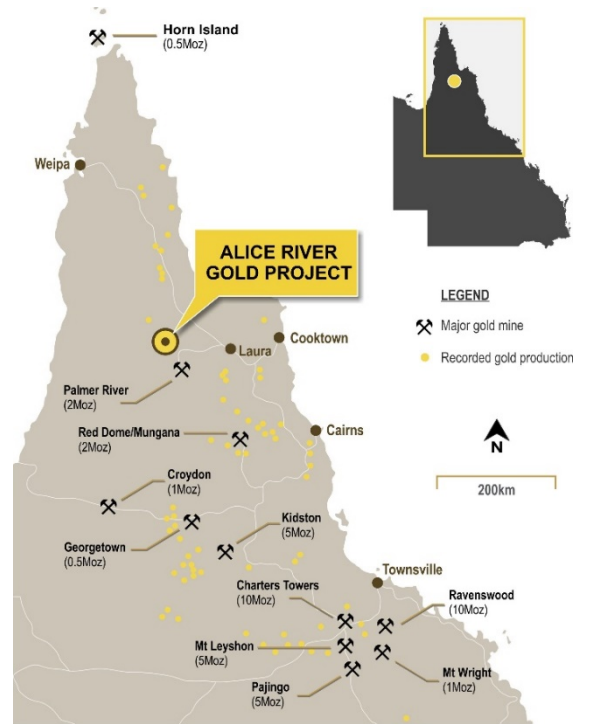 Horn Island
(0.5Moz)
Weipa
ALICE RIVER
GOLD PROJECT
LEGEND
Major gold mine
Recorded gold production
N
200km
Cooktown
Laura
Palmer River
(2Moz)
Red Dome/Mungana
(2Moz)
Cairns
Croydon
(1Moz)
Georgetown
(0.5Moz)
Kidston
(5Moz)
Townsville
Charters Towers
(10Moz)
Ravenswood
(10Moz)
Mt Leyshon
(5Moz)
Mt Wright
(1Moz)
Pajingo
(5Moz)